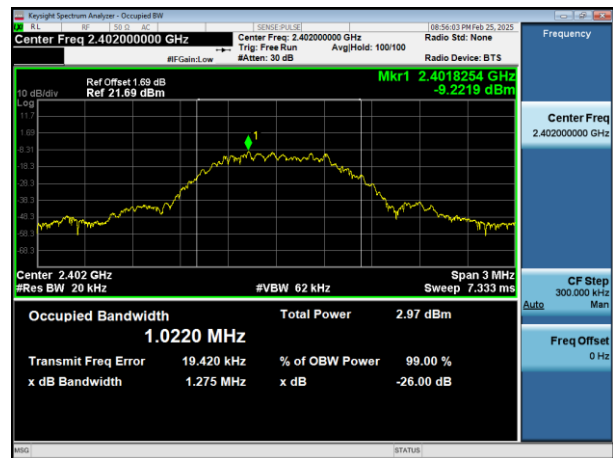 Keysight Spectrum Analyzer - Occupied BW
RL RF 50 Ω AC SENSE:PULSE 08:56:03 PM Feb 25, 2025
Center Freq 2.402000000 GHz Center Freq: 2.402000000 GHz Radio Std: None
Trig: Free Run Avg|Hold: 100/100
#IFGain:Low #Atten: 30 dB Radio Device: BTS
Frequency
Mkr1 2.4018254 GHz
-9.2219 dBm
Ref Offset 1.69 dB
10 dB/div Ref 21.69 dBm
Log
11.7
1.69
-8.31
-18.3
-28.3
-38.3
-48.3
-58.3
-68.3
1
Center 2.402 GHz Span 3 MHz
#Res BW 20 kHz #VBW 62 kHz Sweep 7.333 ms
Occupied Bandwidth Total Power 2.97 dBm
1.0220 MHz
Transmit Freq Error 19.420 kHz % of OBW Power 99.00 %
x dB Bandwidth 1.275 MHz x dB -26.00 dB
Center Freq
2.402000000 GHz
CF Step
300.000 kHz
Auto Man
Freq Offset
0 Hz
MSG STATUS